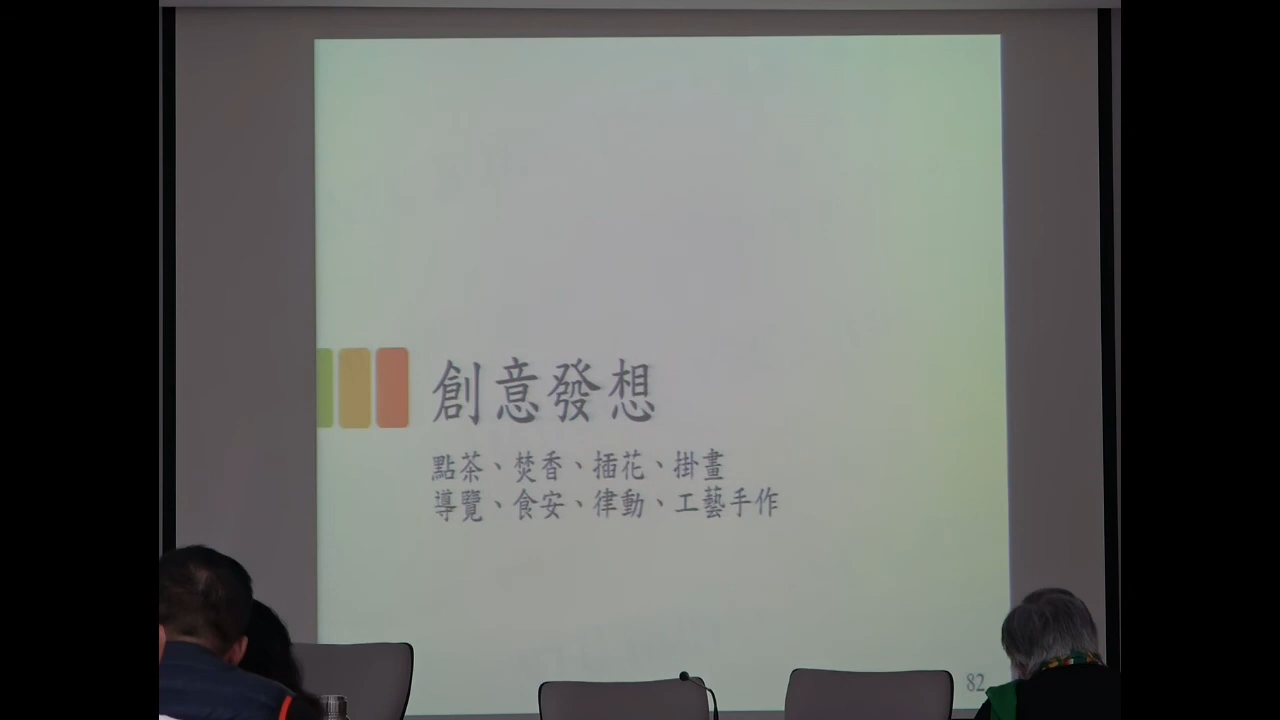 創意發想
點茶、焚香、插花、掛畫
導覽、食安、律動、工藝手作
82